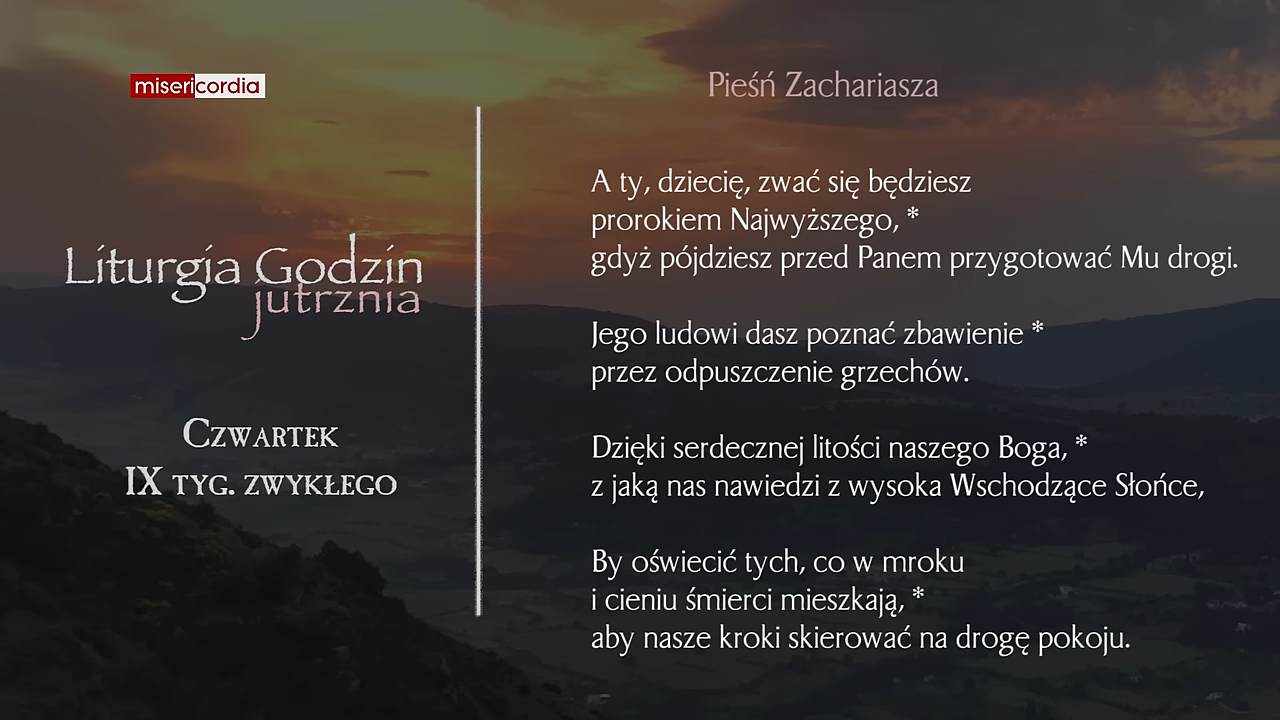 misericordia
Liturgia Godzin
jutrznia
Czwartek
IX tyg. zwykłego
Pieśń Zachariasza
A ty, dziecię, zwać się będziesz
prorokiem Najwyższego, *
gdyż pójdziesz przed Panem przygotować Mu drogi.
Jego ludowi dasz poznać zbawienie *
przez odpuszczenie grzechów.
Dzięki serdecznej litości naszego Boga, *
z jaką nas nawiedzi z wysoka Wschodzące Słońce,
By oświecić tych, co w mroku
i cieniu śmierci mieszkają, *
aby nasze kroki skierować na drogę pokoju.